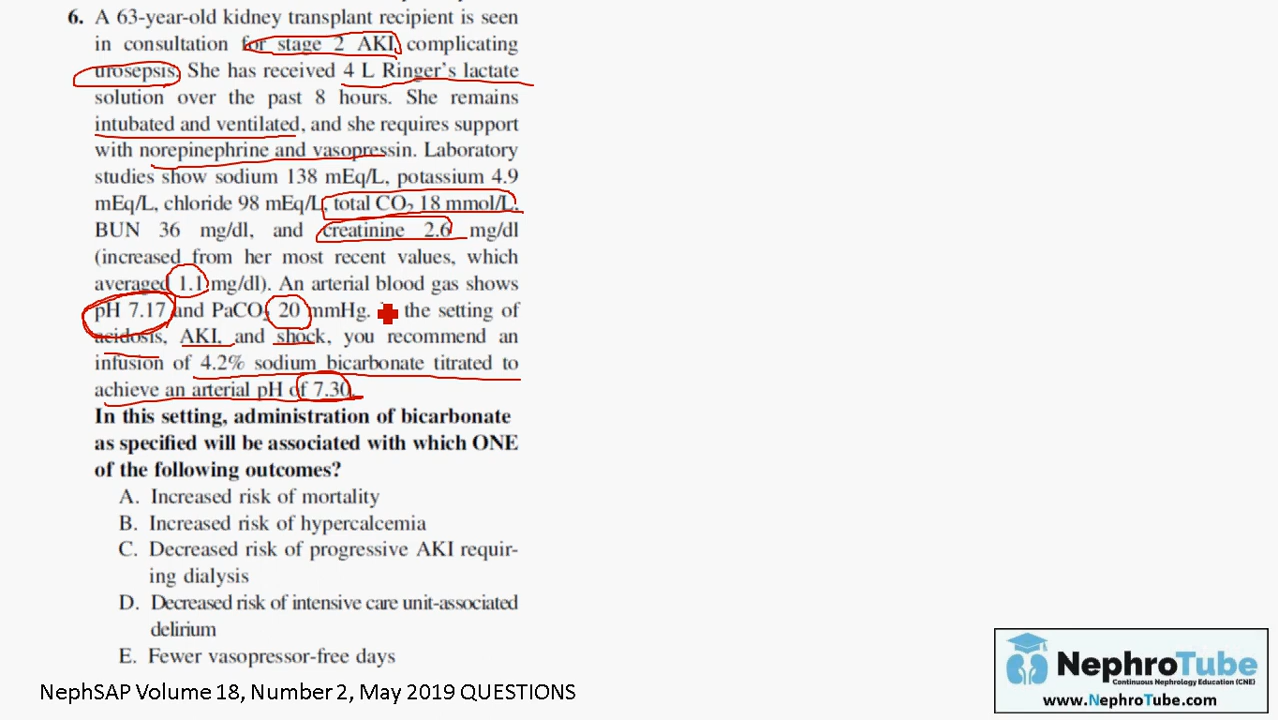 6. A 63-year-old kidney transplant recipient is seen
in consultation for stage 2 AKI complicating
urosepsis. She has received 4 L Ringer's lactate
solution over the past 8 hours. She remains
intubated and ventilated, and she requires support
with norepinephrine and vasopressin. Laboratory
studies show sodium 138 mEq/L, potassium 4.9
mEq/L, chloride 98 mEq/L, total CO2 18 mmol/L,
BUN 36 mg/dl, and creatinine 2.6 mg/dl
(increased from her most recent values, which
averaged 1.1 mg/dl). An arterial blood gas shows
pH 7.17 and PaCO2 20 mmHg. the setting of
acidosis, AKI, and shock, you recommend an
infusion of 4.2% sodium bicarbonate titrated to
achieve an arterial pH of 7.30.
In this setting, administration of bicarbonate
as specified will be associated with which ONE
of the following outcomes?
A. Increased risk of mortality
B. Increased risk of hypercalcemia
C. Decreased risk of progressive AKI requir-
ing dialysis
D. Decreased risk of intensive care unit-associated
delirium
E. Fewer vasopressor-free days
NephSAP Volume 18, Number 2, May 2019 QUESTIONS
NephroTube
Continuous Nephrology Education (CNE)
www.NephroTube.com